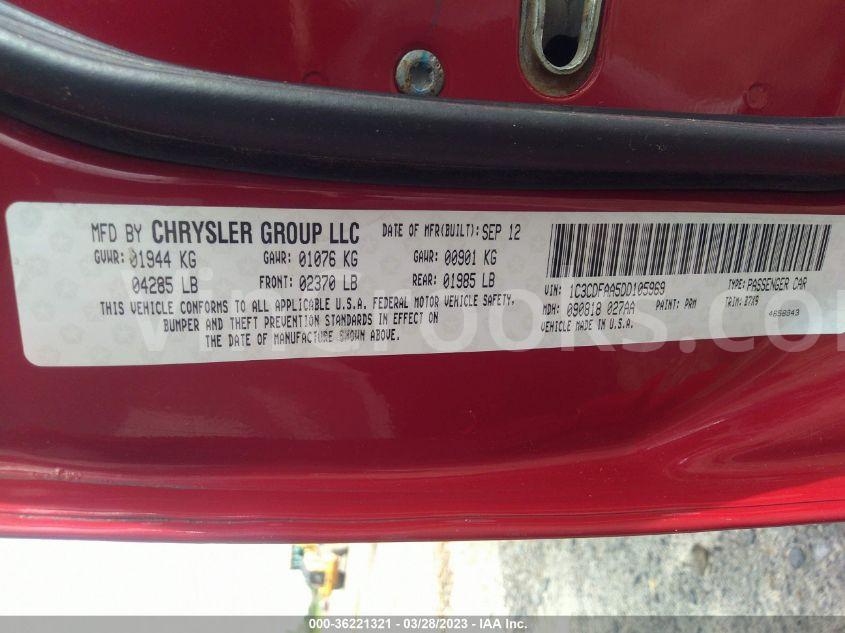 MFD BY CHRYSLER GROUP LLC DATE OF MFR(BUILT): SEP 12
GVWR: 01944 KG GAWR: 01076 KG GAWR: 00901 KG
04285 LB FRONT: 02370 LB REAR: 01985 LB
THIS VEHICLE CONFORMS TO ALL APPLICABLE U.S.A. FEDERAL MOTOR VEHICLE SAFETY,
BUMPER AND THEFT PREVENTION STANDARDS IN EFFECT ON
THE DATE OF MANUFACTURE SHOWN ABOVE.
VIN: 1C3CDFAA5DD105969 TYPE: PASSENGER CAR
MDH: 090818 027AA PAINT: PRM TRIM: B7X9
VEHICLE MADE IN U.S.A. 4658943
000-36221321 | 03/28/2023 | IAA Inc.